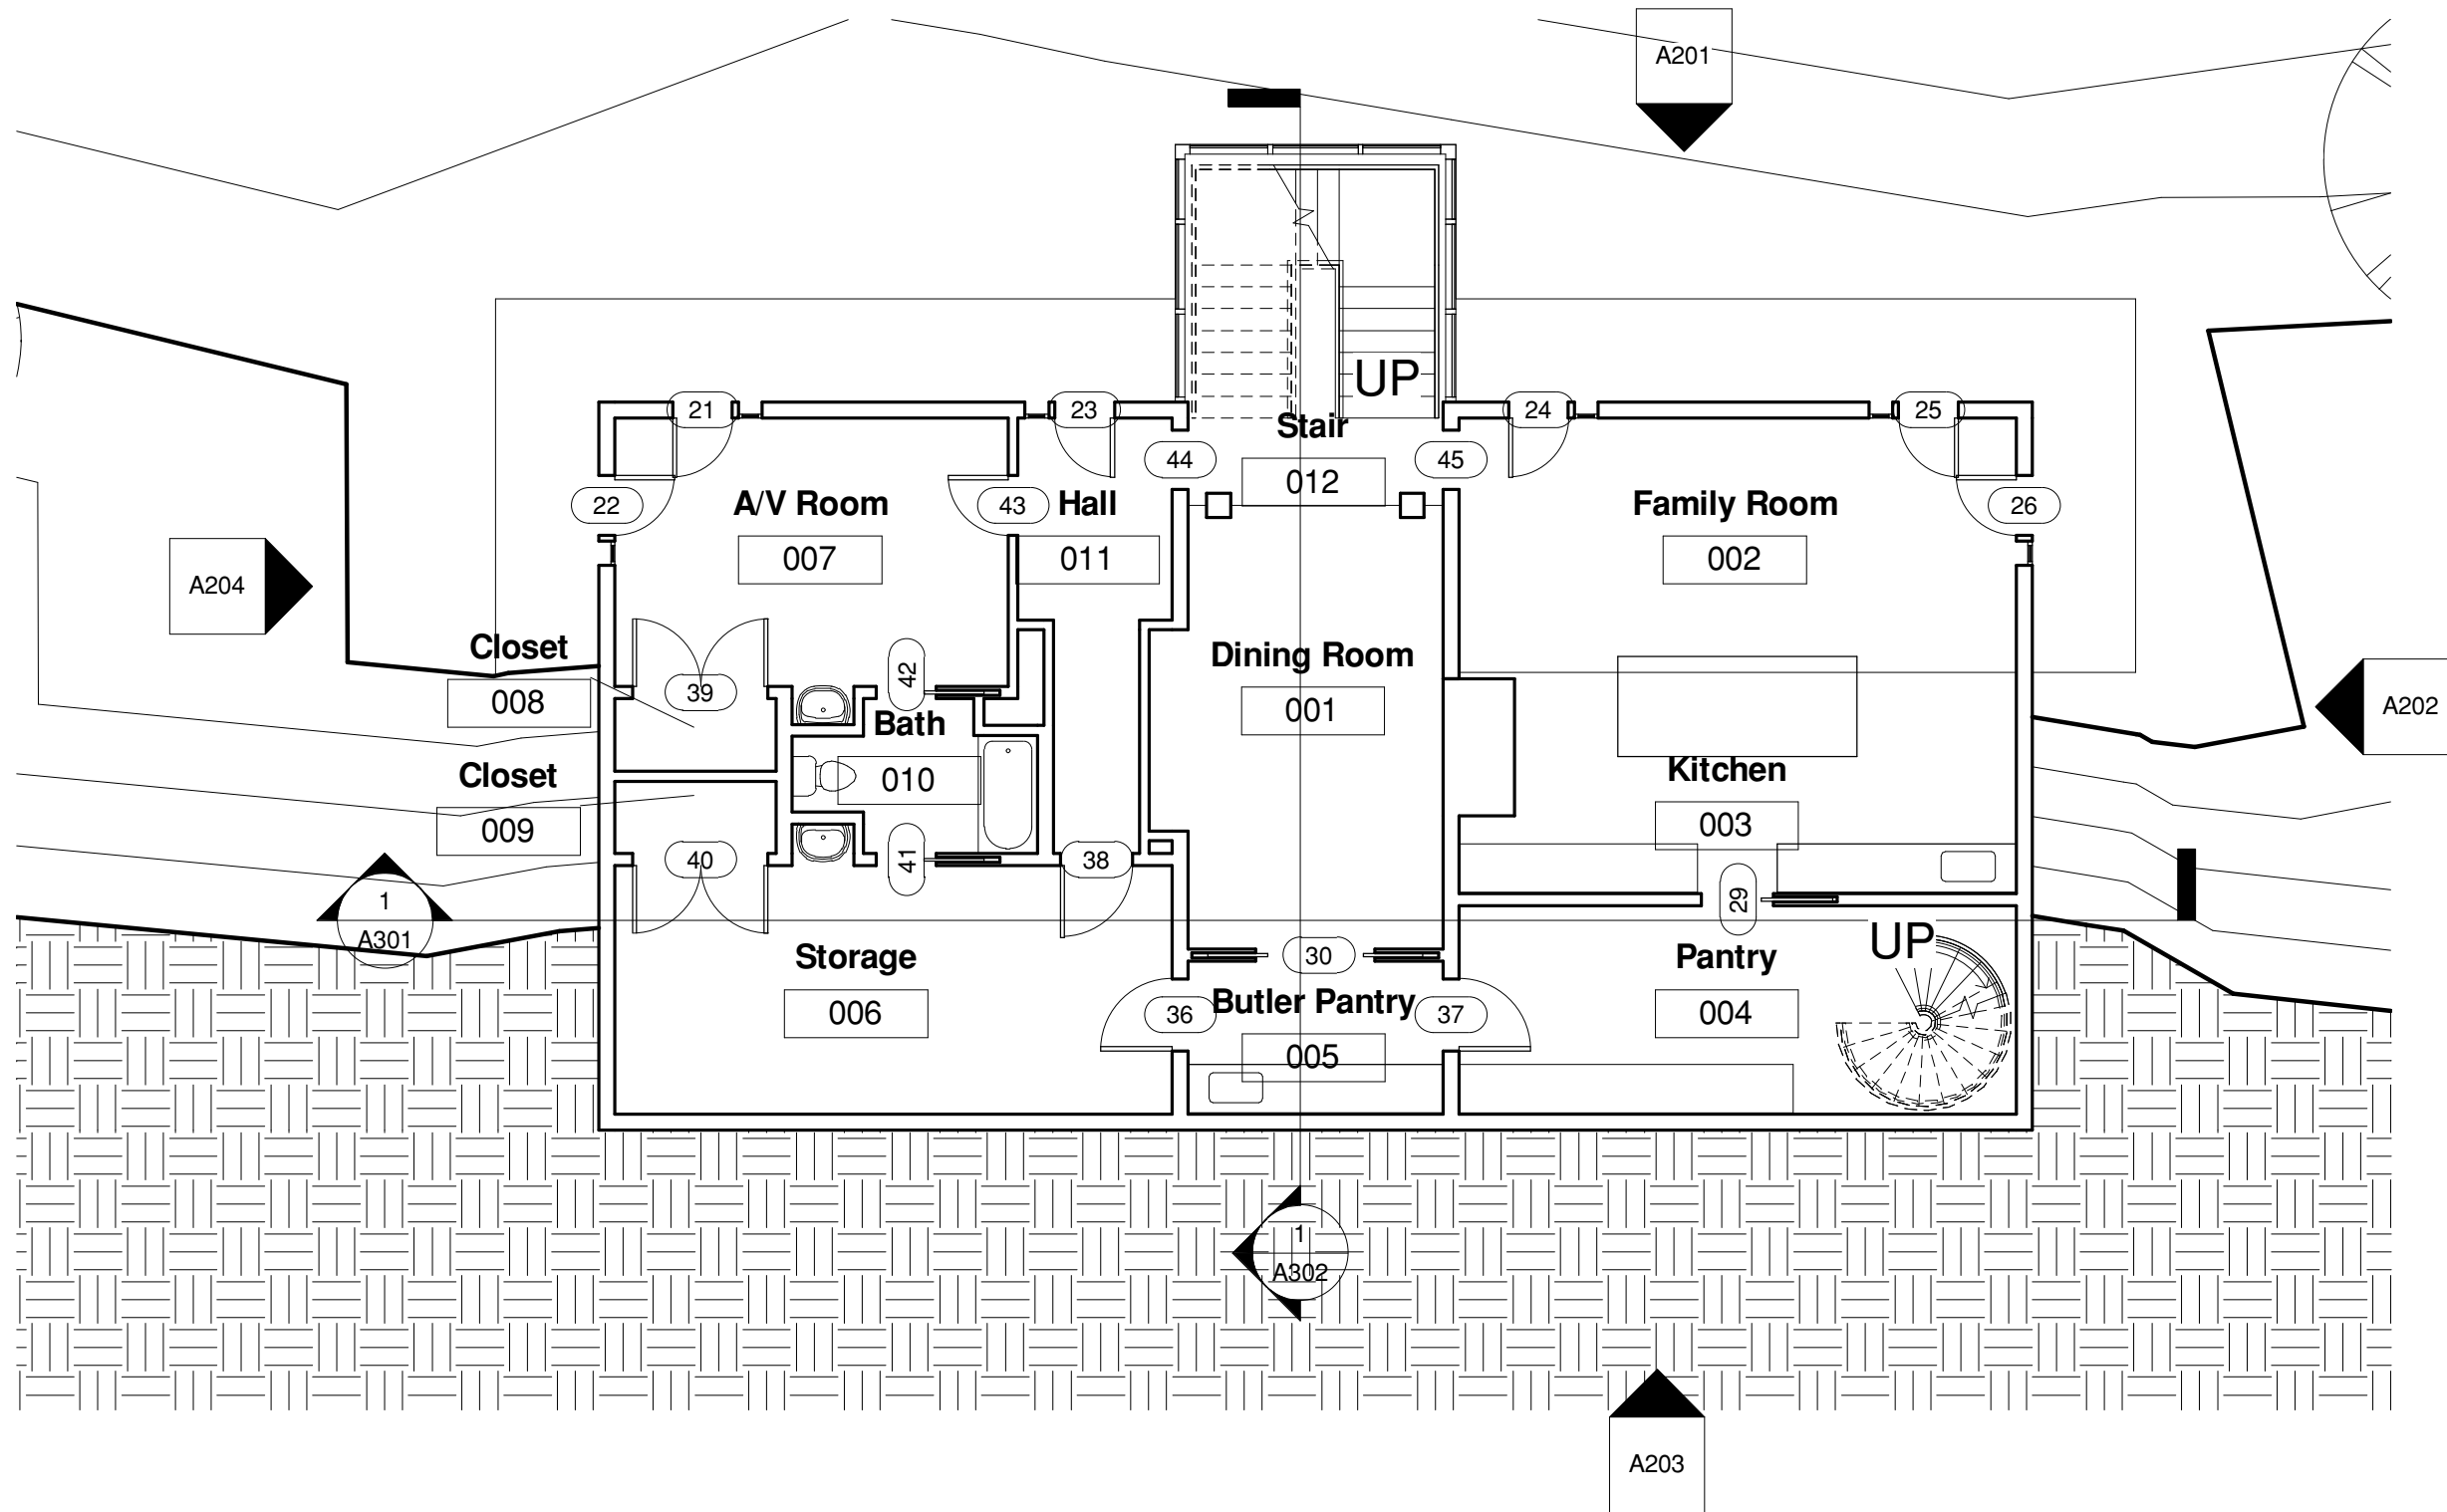 A201
UP
21
23
24
25
Stair
012
44
45
22
A/V Room
007
43
Hall
011
Family Room
002
26
A204
Closet
008
39
42
Bath
010
Dining Room
001
A202
Kitchen
003
Closet
009
40
41
38
29
1
A301
Storage
006
30
Butler Pantry
005
36
37
Pantry
004
UP
1
A302
A203